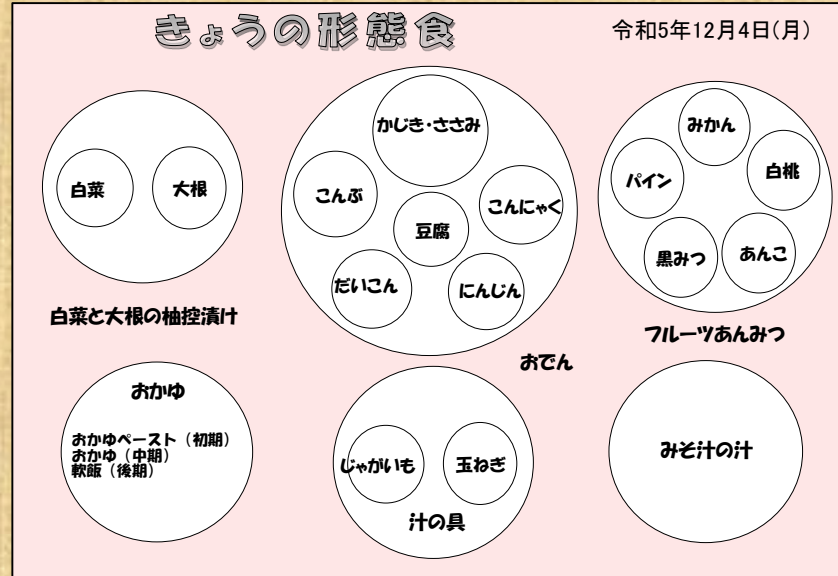 きょうの形態食
令和5年12月4日(月)
白菜
大根
白菜と大根の柚控漬け
かじき・ささみ
こんぶ
こんにゃく
豆腐
だいこん
にんじん
おでん
みかん
パイン
白桃
黒みつ
あんこ
フルーツあんみつ
おかゆ
おかゆペースト（初期）
おかゆ（中期）
軟飯（後期）
じゃがいも
玉ねぎ
汁の具
みそ汁の汁